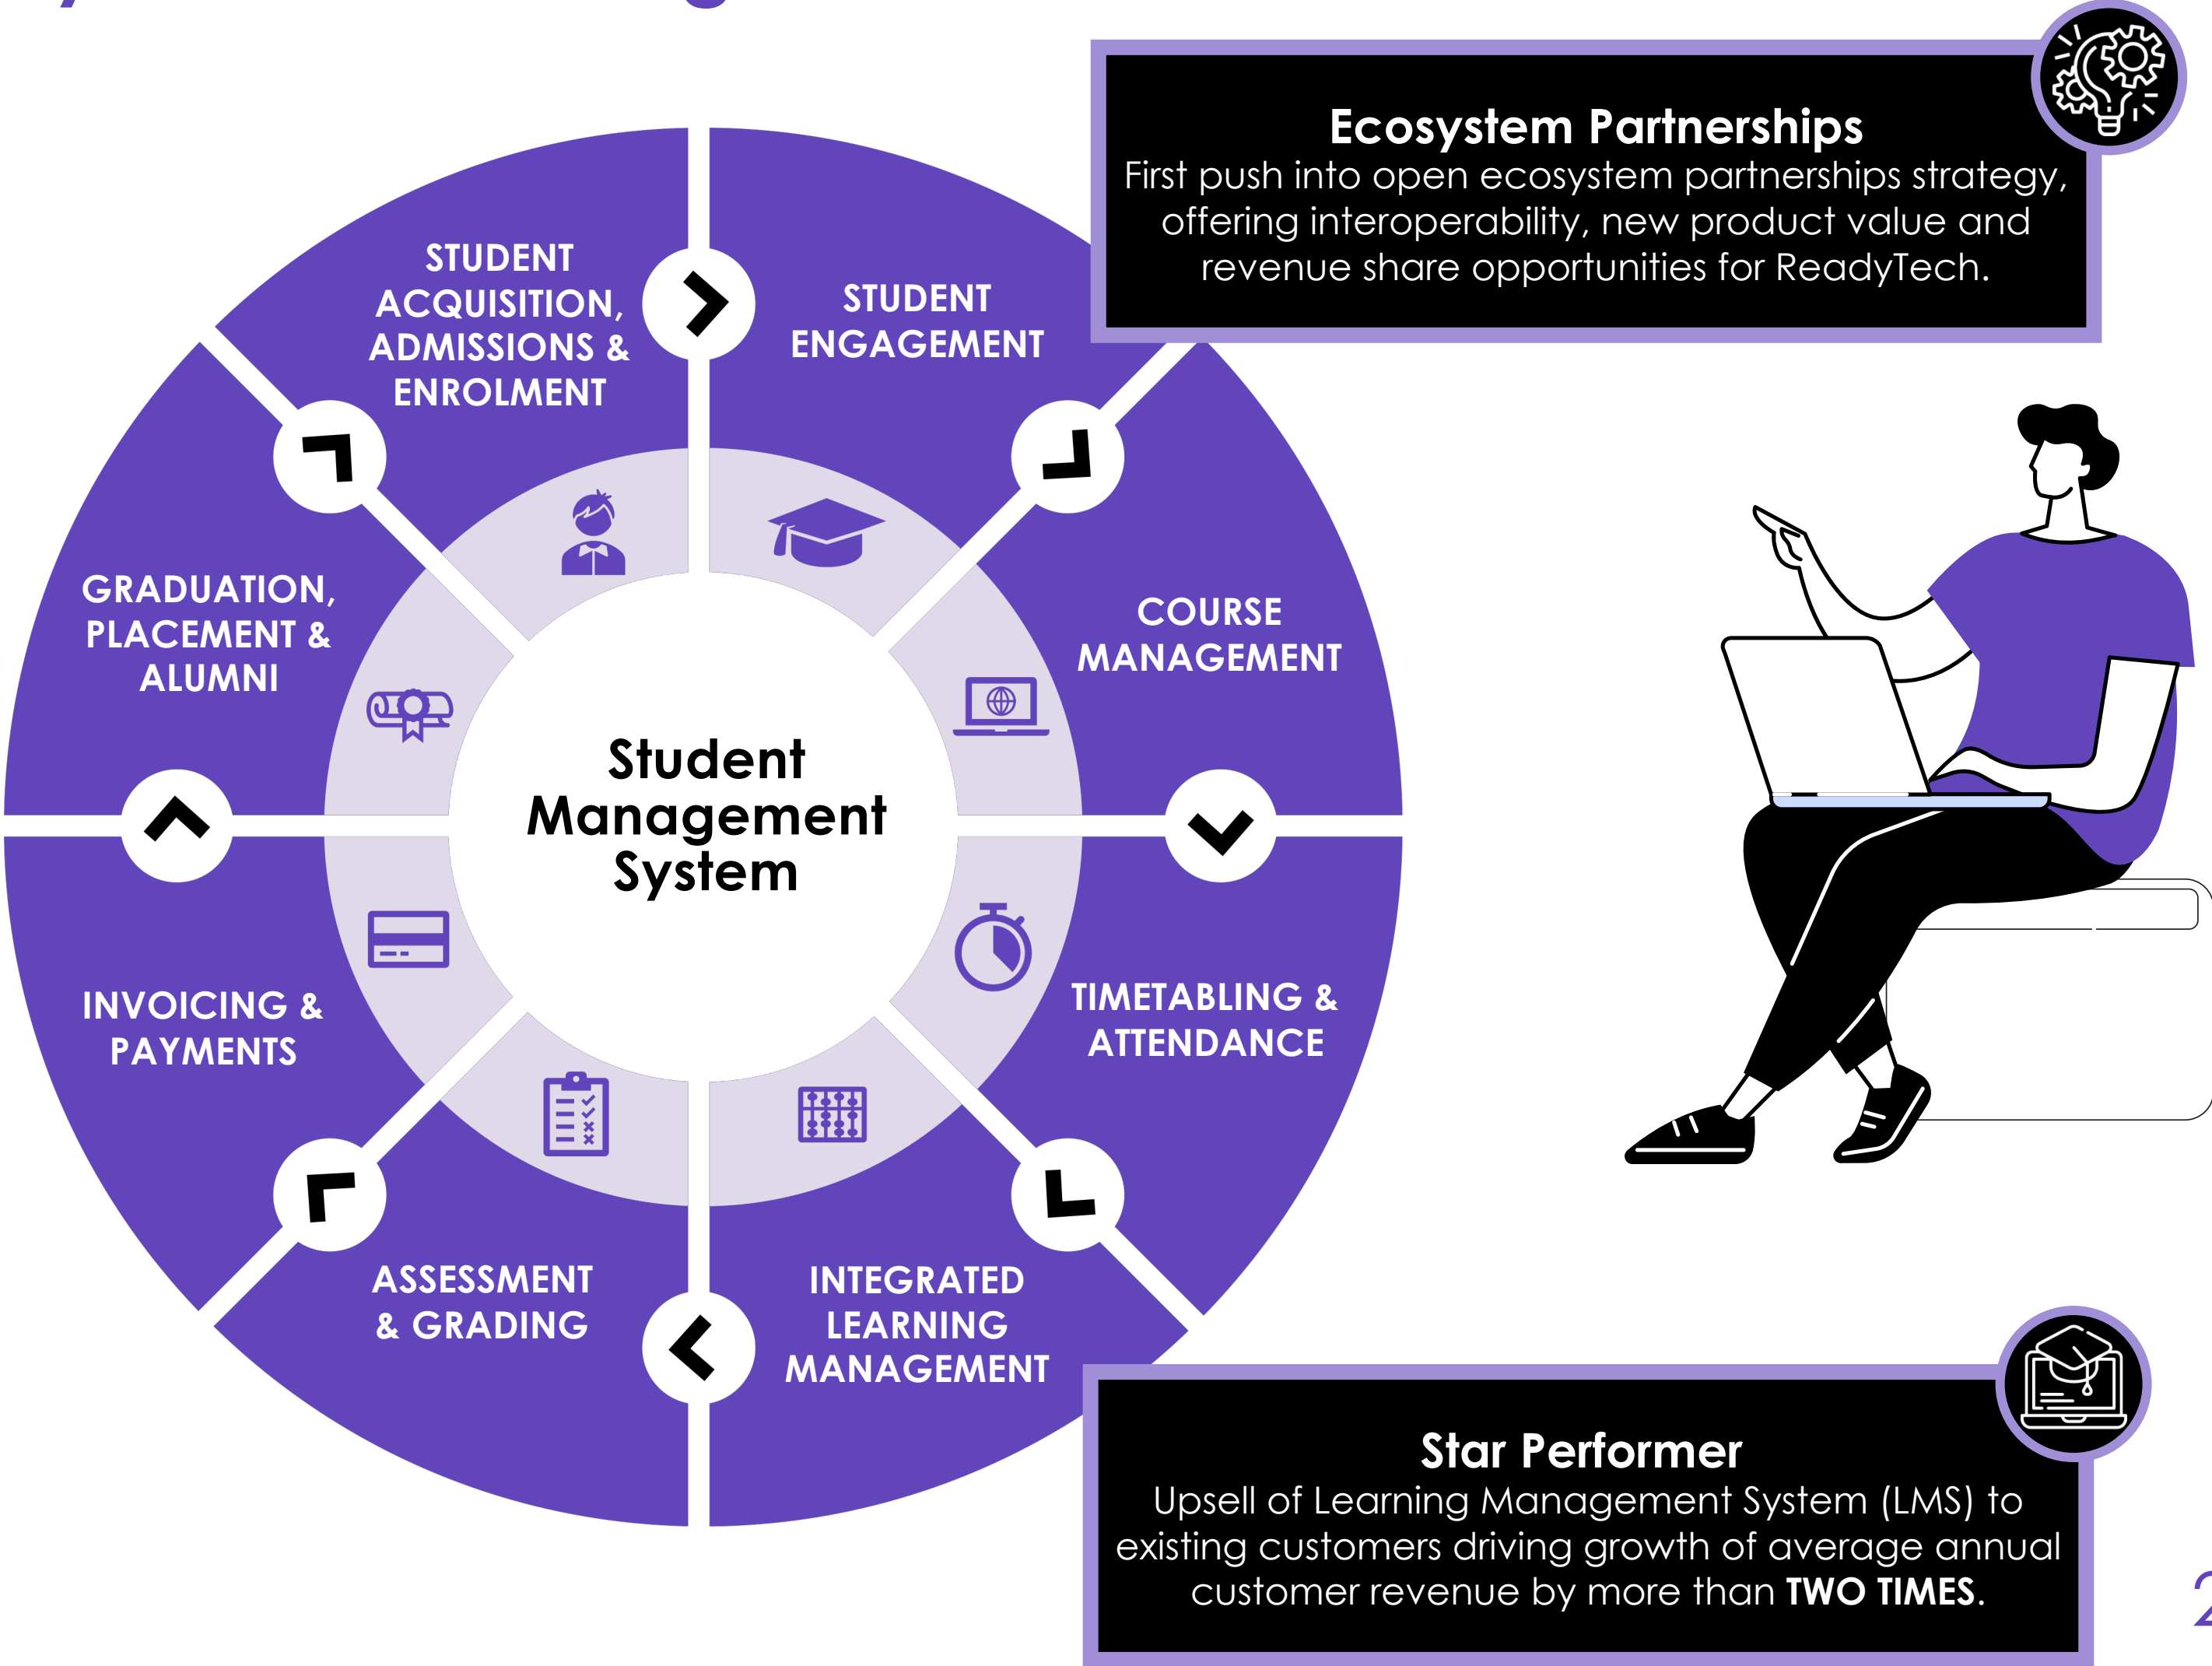 Ecosystem Partnerships
First push into open ecosystem partnerships strategy,
offering interoperability, new product value and
revenue share opportunities for ReadyTech.
STUDENT
ACQUISITION,
ADMISSIONS &
ENROLMENT
STUDENT
ENGAGEMENT
COURSE
MANAGEMENT
TIMETABLING &
ATTENDANCE
INTEGRATED
LEARNING
MANAGEMENT
ASSESSMENT
& GRADING
INVOICING &
PAYMENTS
GRADUATION,
PLACEMENT &
ALUMNI
Student
Management
System
Star Performer
Upsell of Learning Management System (LMS) to
existing customers driving growth of average annual
customer revenue by more than TWO TIMES.